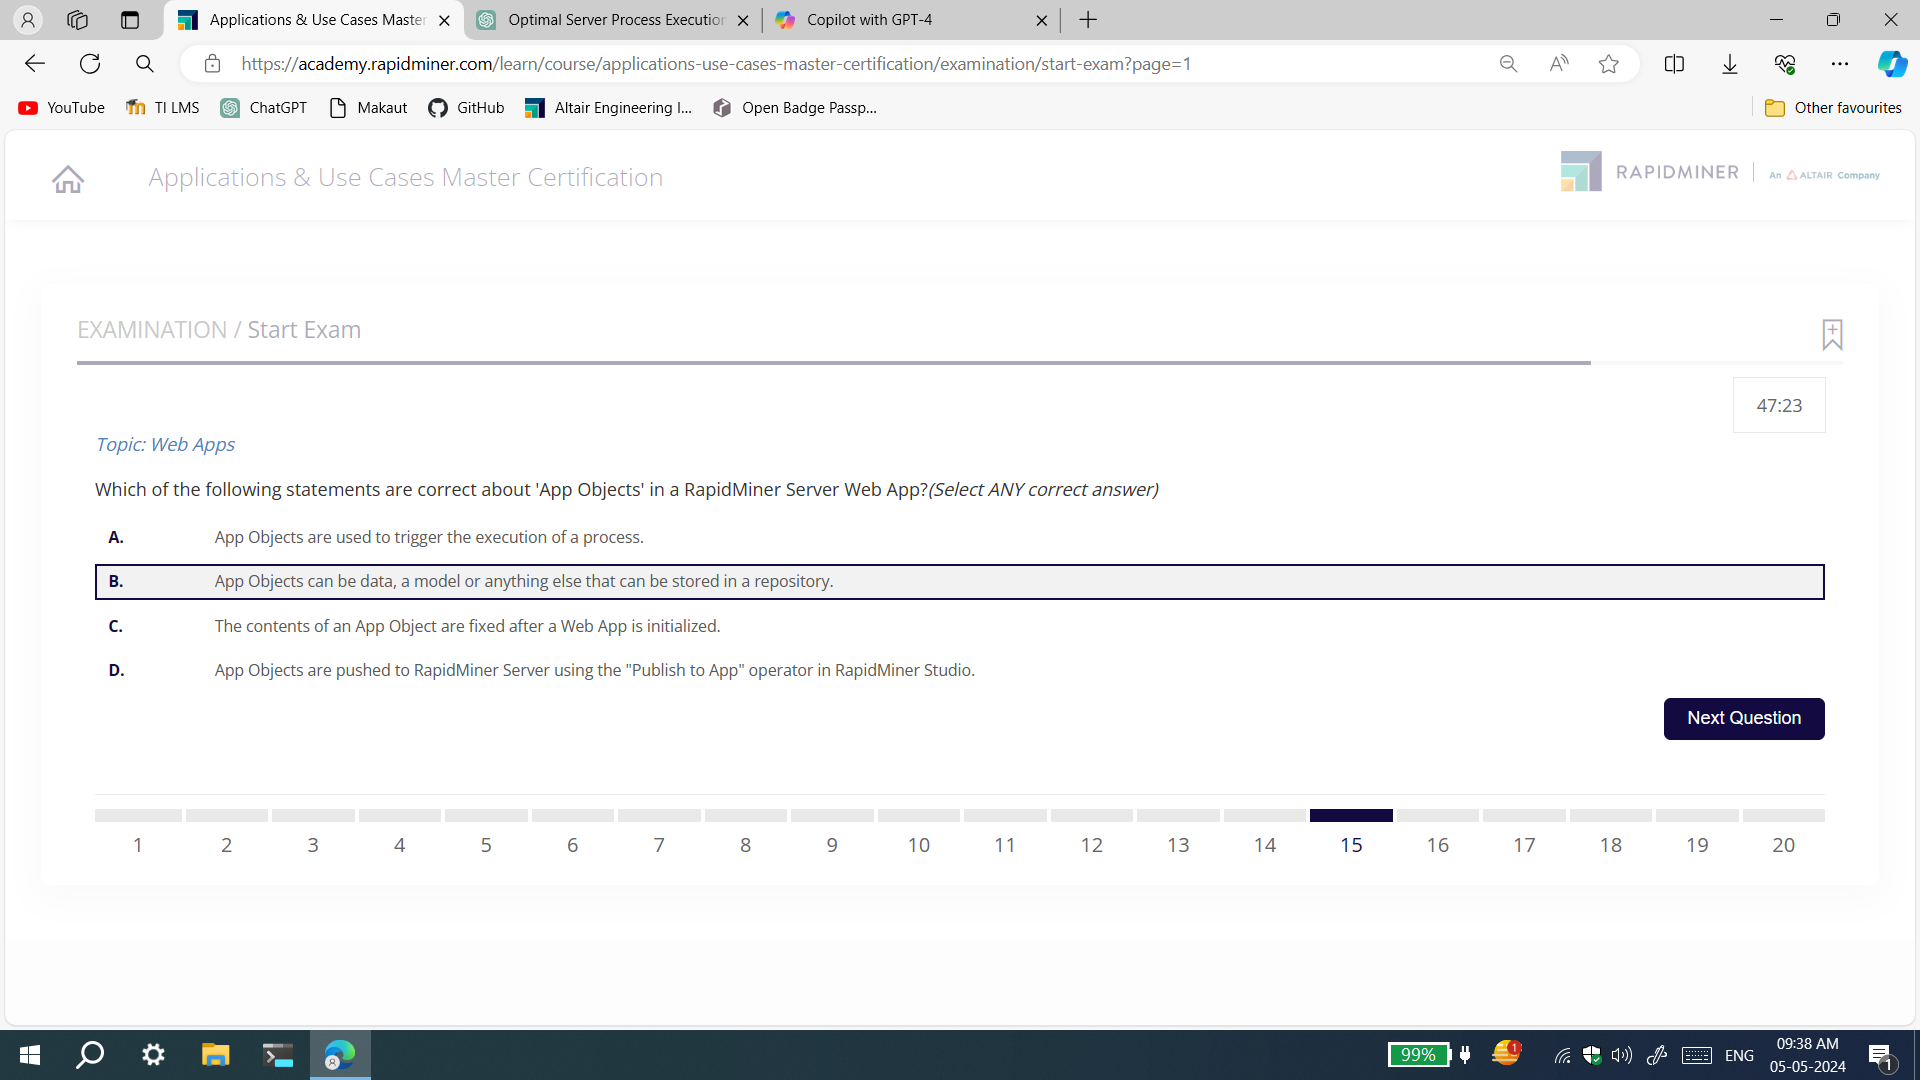 Applications & Use Cases Master
Optimal Server Process Execution
Copilot with GPT-4
https://academy.rapidminer.com/learn/course/applications-use-cases-master-certification/examination/start-exam?page=1
YouTube
TI LMS
ChatGPT
Makaut
GitHub
Altair Engineering I...
Open Badge Passp...
Other favourites
Applications & Use Cases Master Certification
RAPIDMINER
An ALTAIR Company
EXAMINATION / Start Exam
47:23
Topic: Web Apps
Which of the following statements are correct about 'App Objects' in a RapidMiner Server Web App?(Select ANY correct answer)
A. App Objects are used to trigger the execution of a process.
B. App Objects can be data, a model or anything else that can be stored in a repository.
C. The contents of an App Object are fixed after a Web App is initialized.
D. App Objects are pushed to RapidMiner Server using the "Publish to App" operator in RapidMiner Studio.
Next Question
1 2 3 4 5 6 7 8 9 10 11 12 13 14 15 16 17 18 19 20
99%
1
ENG
09:38 AM
05-05-2024
1